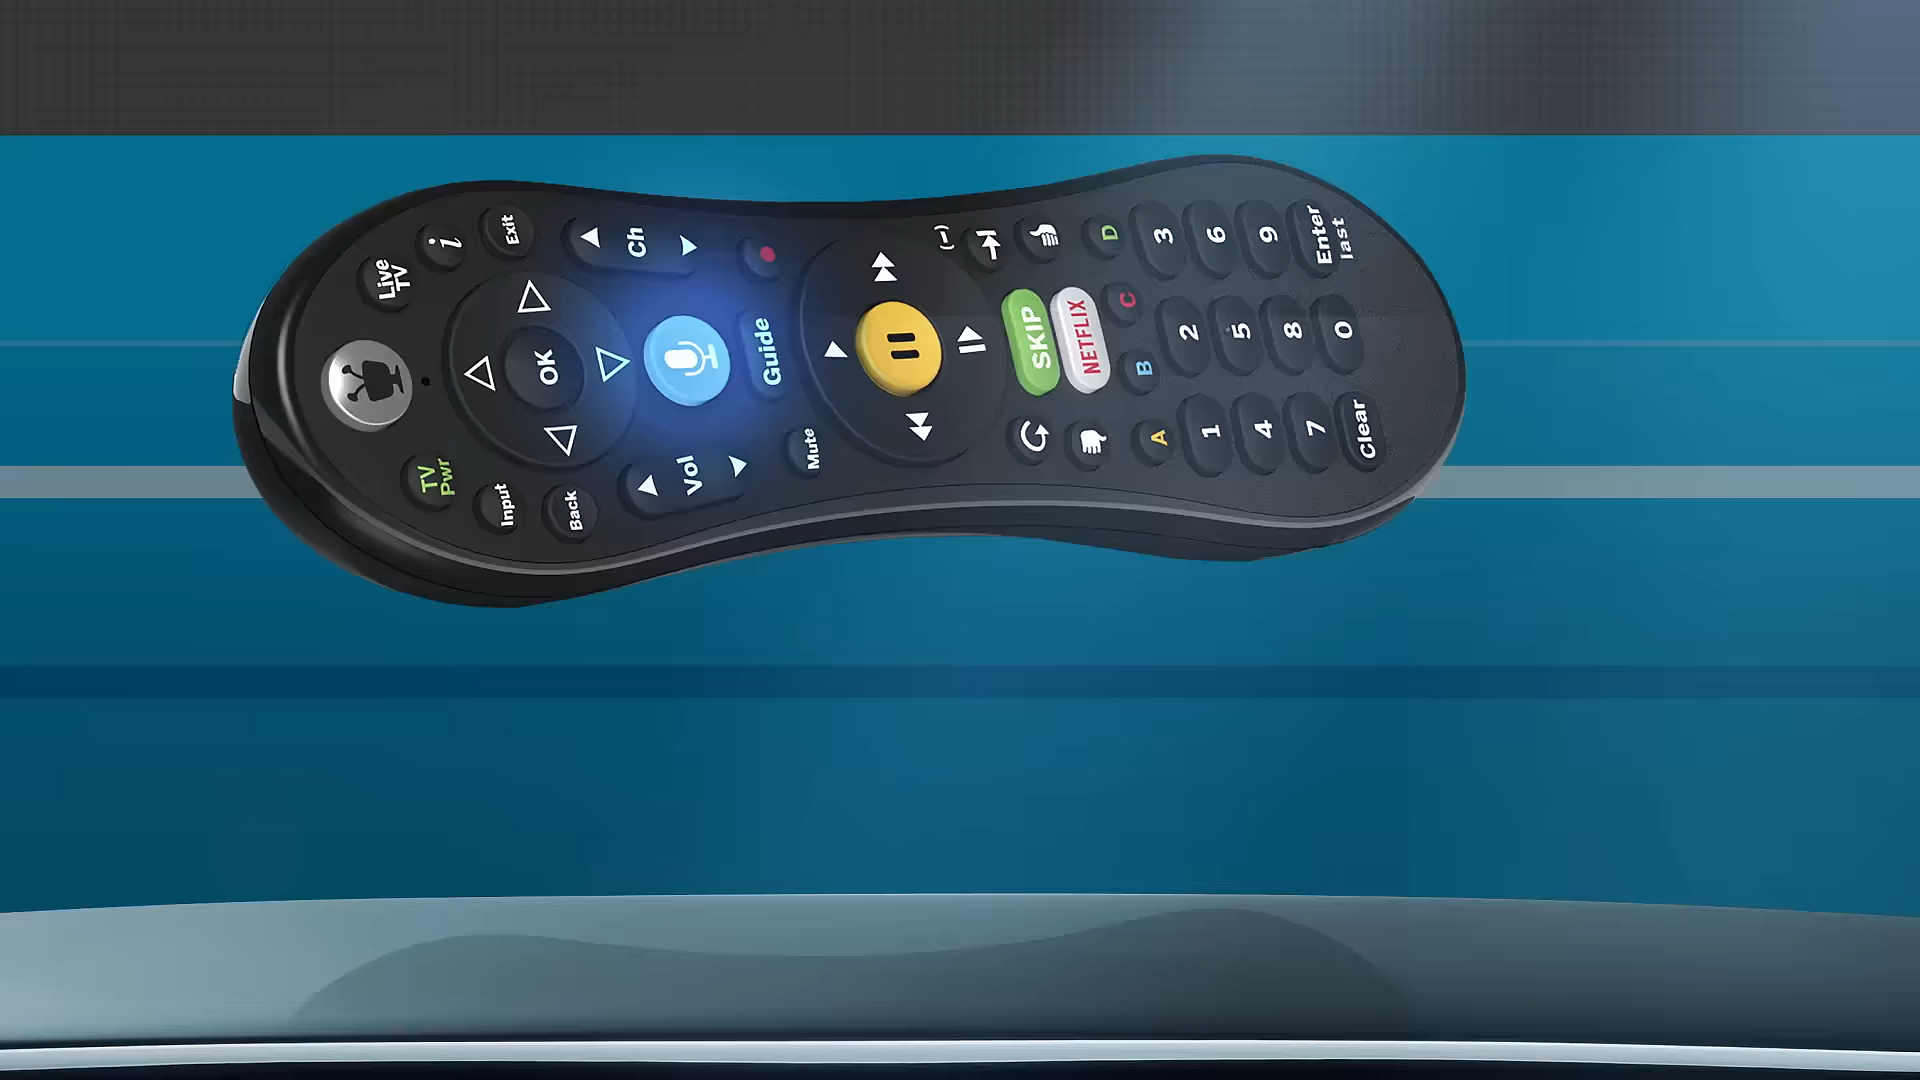 TV
Pwr
Live
TV
Input
i
Back
OK
Exit
Vol
Ch
Mute
Guide
SKIP
NETFLIX
(–)
A
B
C
D
1
2
3
4
5
6
7
8
9
Clear
0
Enter
last